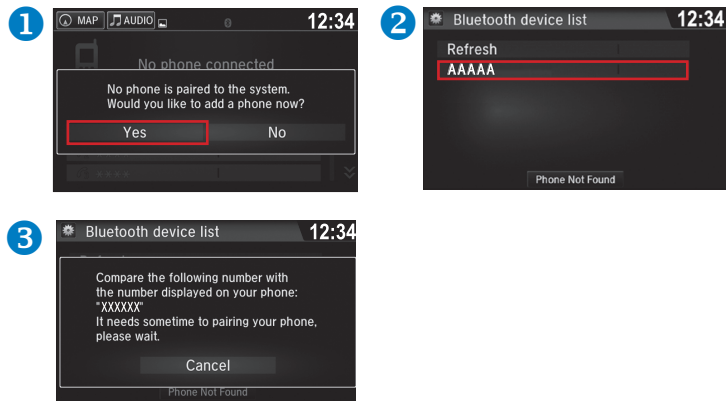 1
MAP AUDIO 12:34
No phone connected
No phone is paired to the system.
Would you like to add a phone now?
Yes No
2
Bluetooth device list 12:34
Refresh
AAAAA
Phone Not Found
3
Bluetooth device list 12:34
Compare the following number with
the number displayed on your phone:
"XXXXXX"
It needs sometime to pairing your phone,
please wait.
Cancel
Phone Not Found